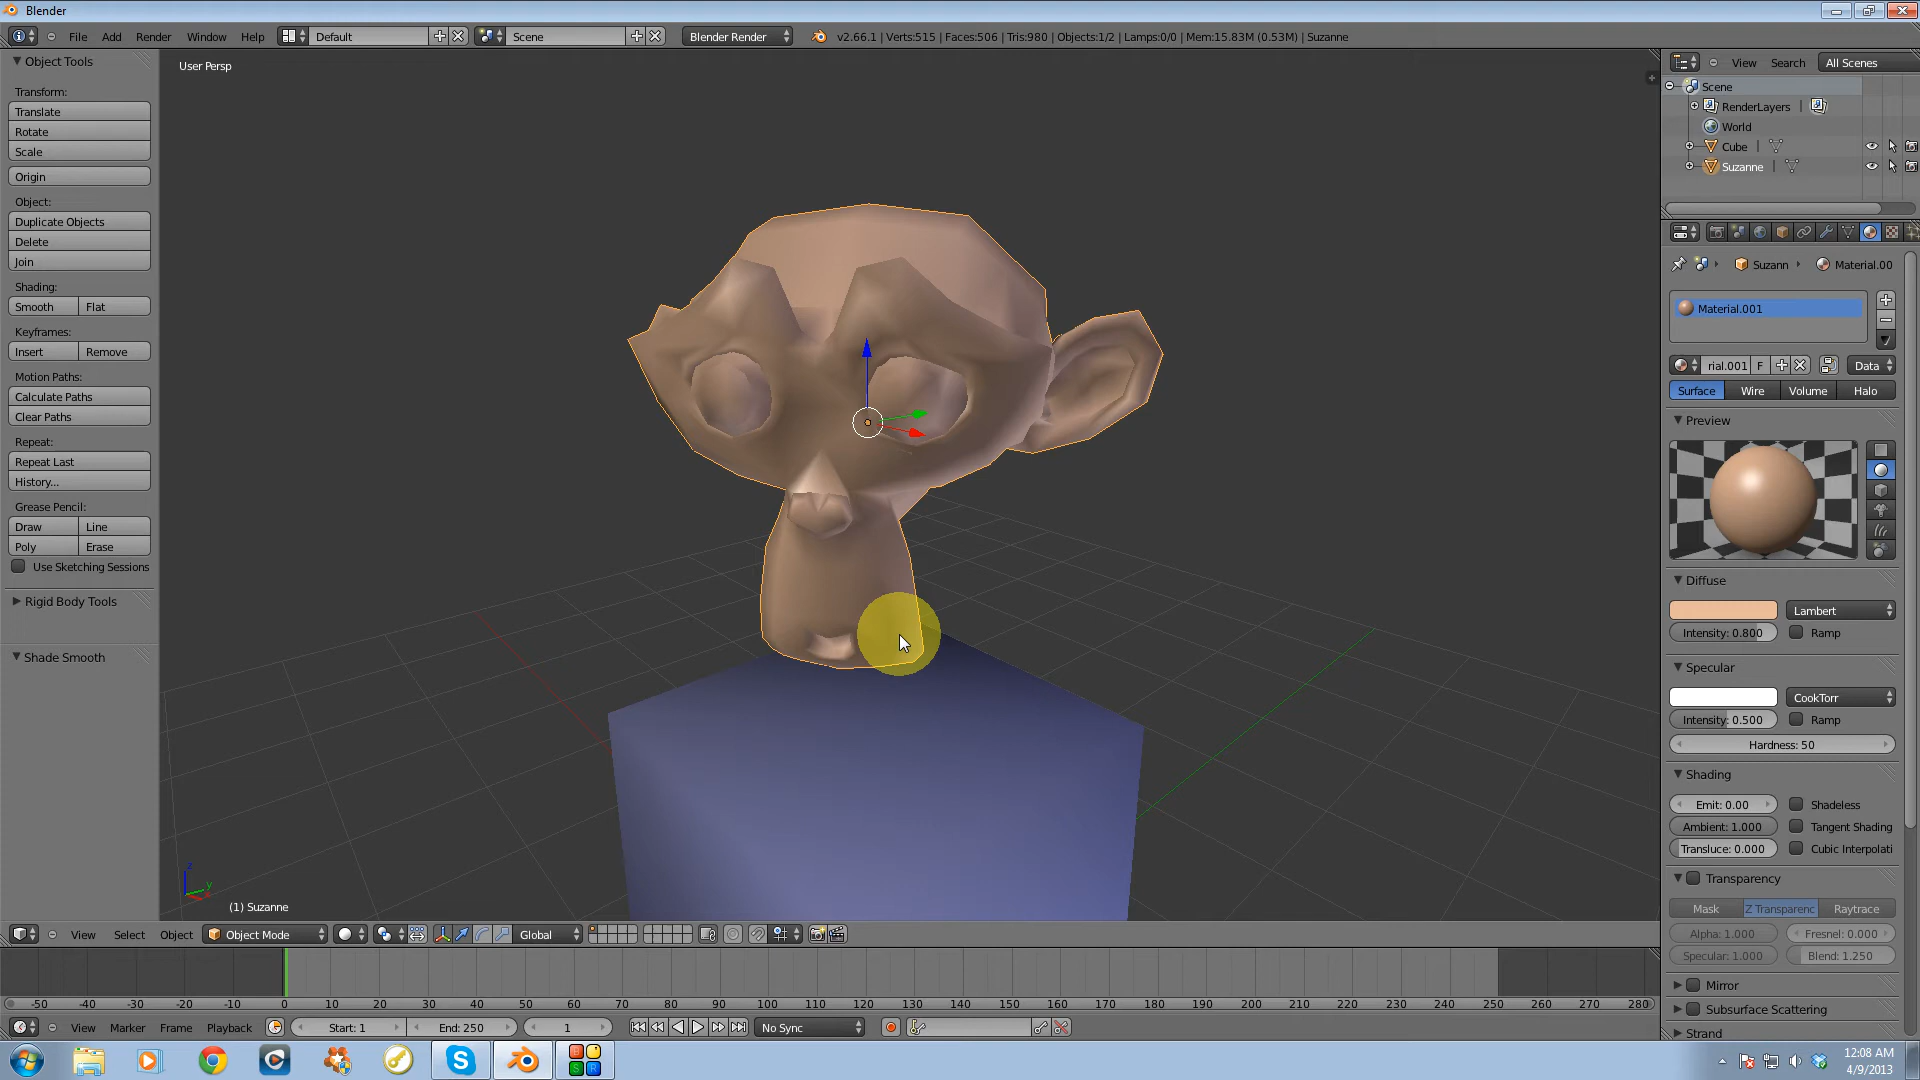 Blender
File Add Render Window Help Default Scene Blender Render v2.66.1 | Verts:515 | Faces:506 | Tris:980 | Objects:1/2 | Lamps:0/0 | Mem:15.83M (0.53M) | Suzanne
Object Tools
Transform:
Translate
Rotate
Scale
Origin
Object:
Duplicate Objects
Delete
Join
Shading:
Smooth Flat
Keyframes:
Insert Remove
Motion Paths:
Calculate Paths
Clear Paths
Repeat:
Repeat Last
History...
Grease Pencil:
Draw Line
Poly Erase
Use Sketching Sessions
Rigid Body Tools
Shade Smooth
User Persp
z
y
(1) Suzanne
View Search All Scenes
Scene
RenderLayers |
World
Cube |
Suzanne |
Suzann Material.00
Material.001
rial.001 F Data
Surface Wire Volume Halo
Preview
Diffuse
Lambert
Intensity: 0.800 Ramp
Specular
CookTorr
Intensity: 0.500 Ramp
Hardness: 50
Shading
Emit: 0.00 Shadeless
Ambient: 1.000 Tangent Shading
Transluce: 0.000 Cubic Interpolati
Transparency
Mask Z Transparenc Raytrace
Alpha: 1.000 Fresnel: 0.000
Specular: 1.000 Blend: 1.250
Mirror
Subsurface Scattering
Strand
View Select Object Object Mode Global
-50 -40 -30 -20 -10 0 10 20 30 40 50 60 70 80 90 100 110 120 130 140 150 160 170 180 190 200 210 220 230 240 250 260 270 280
View Marker Frame Playback Start: 1 End: 250 1 No Sync
12:08 AM
4/9/2013